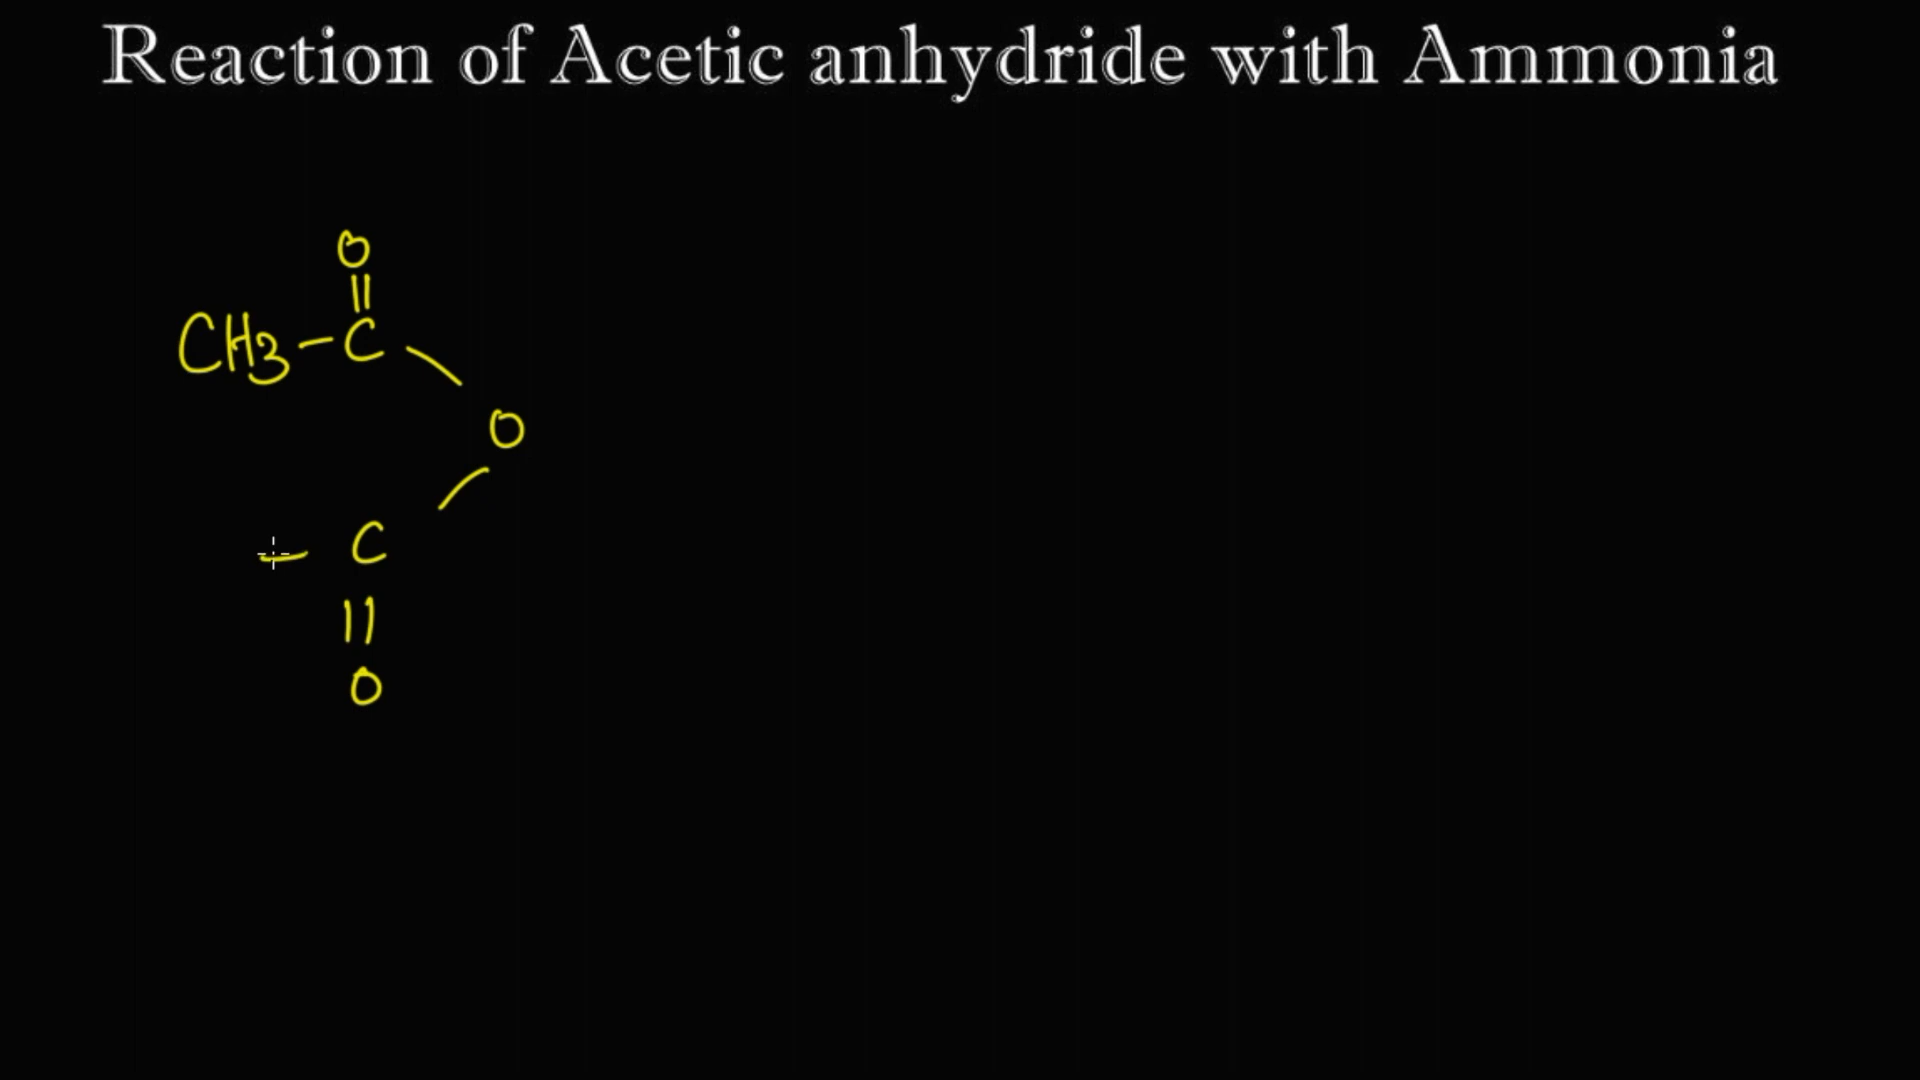 Reaction of Acetic anhydride with Ammonia
O
||
CH3-C
O
- C
||
O